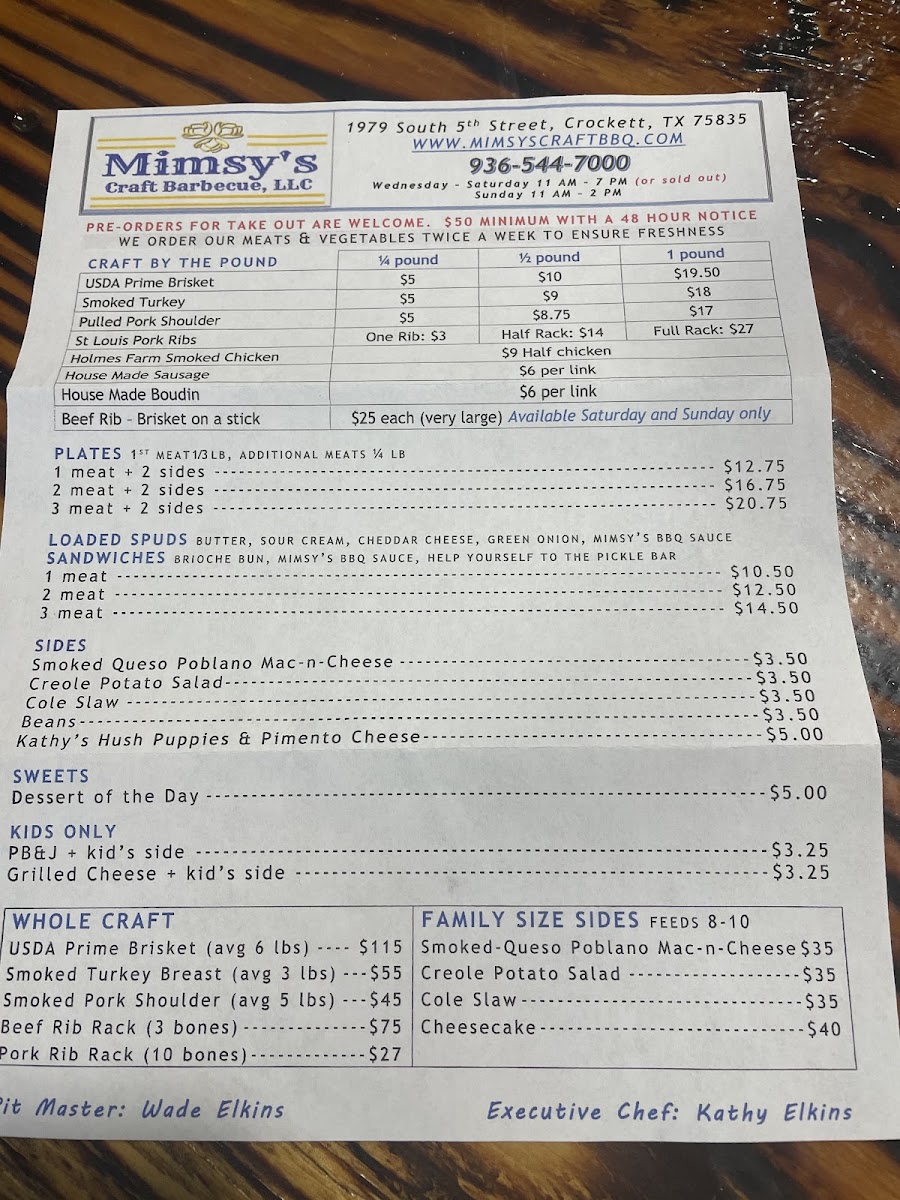 Mimsy's
Craft Barbecue, LLC
1979 South 5th Street, Crockett, TX 75835
WWW.MIMSYSCRAFTBBQ.COM
936-544-7000
Wednesday - Saturday 11 AM - 7 PM (or sold out)
Sunday 11 AM - 2 PM
PRE-ORDERS FOR TAKE OUT ARE WELCOME. $50 MINIMUM WITH A 48 HOUR NOTICE
WE ORDER OUR MEATS & VEGETABLES TWICE A WEEK TO ENSURE FRESHNESS
CRAFT BY THE POUND ¼ pound ½ pound 1 pound
USDA Prime Brisket $5 $10 $19.50
Smoked Turkey $5 $9 $18
Pulled Pork Shoulder $5 $8.75 $17
St Louis Pork Ribs One Rib: $3 Half Rack: $14 Full Rack: $27
Holmes Farm Smoked Chicken $9 Half chicken
House Made Sausage $6 per link
House Made Boudin $6 per link
Beef Rib - Brisket on a stick $25 each (very large) Available Saturday and Sunday only
PLATES 1ST MEAT 1/3 LB, ADDITIONAL MEATS ¼ LB
1 meat + 2 sides $12.75
2 meat + 2 sides $16.75
3 meat + 2 sides $20.75
LOADED SPUDS BUTTER, SOUR CREAM, CHEDDAR CHEESE, GREEN ONION, MIMSY'S BBQ SAUCE
SANDWICHES BRIOCHE BUN, MIMSY'S BBQ SAUCE, HELP YOURSELF TO THE PICKLE BAR
1 meat $10.50
2 meat $12.50
3 meat $14.50
SIDES
Smoked Queso Poblano Mac-n-Cheese $3.50
Creole Potato Salad $3.50
Cole Slaw $3.50
Beans $3.50
Kathy's Hush Puppies & Pimento Cheese $5.00
SWEETS
Dessert of the Day $5.00
KIDS ONLY
PB&J + kid's side $3.25
Grilled Cheese + kid's side $3.25
WHOLE CRAFT
USDA Prime Brisket (avg 6 lbs) $115
Smoked Turkey Breast (avg 3 lbs) $55
Smoked Pork Shoulder (avg 5 lbs) $45
Beef Rib Rack (3 bones) $75
Pork Rib Rack (10 bones) $27
FAMILY SIZE SIDES FEEDS 8-10
Smoked-Queso Poblano Mac-n-Cheese $35
Creole Potato Salad $35
Cole Slaw $35
Cheesecake $40
Pit Master: Wade Elkins
Executive Chef: Kathy Elkins